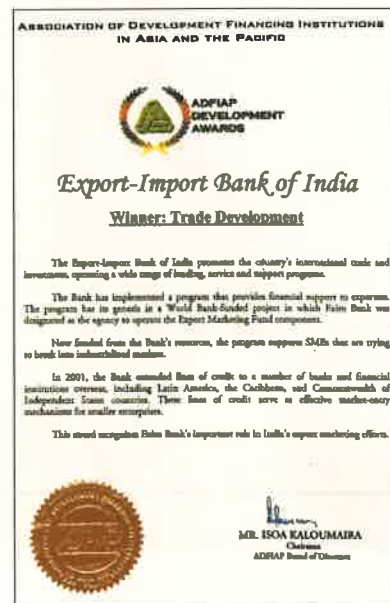 ASSOCIATION OF DEVELOPMENT FINANCING INSTITUTIONS
IN ASIA AND THE PACIFIC
ADFIAP
DEVELOPMENT
AWARDS
Export-Import Bank of India
Winner: Trade Development
The Export-Import Bank of India promotes the country's international trade and
investment, operating a wide range of lending, service and support programs.
The Bank has implemented a program that provides financial support to exporters.
The program has its genesis in a World Bank-funded project in which Exim Bank was
designated as the agency to operate the Export Marketing Fund component.
Now funded from the Bank's resources, the program supports SMEs that are trying
to break into industrialized markets.
In 2001, the Bank extended lines of credit to a number of banks and financial
institutions overseas, including Latin America, the Caribbean, and Commonwealth of
Independent States countries. These lines of credit serve as effective market-entry
mechanisms for smaller enterprises.
This award recognizes Exim Bank's important role in India's export marketing efforts.
MR. ISOA KALOUMAIRA
Chairman
ADFIAP Board of Directors